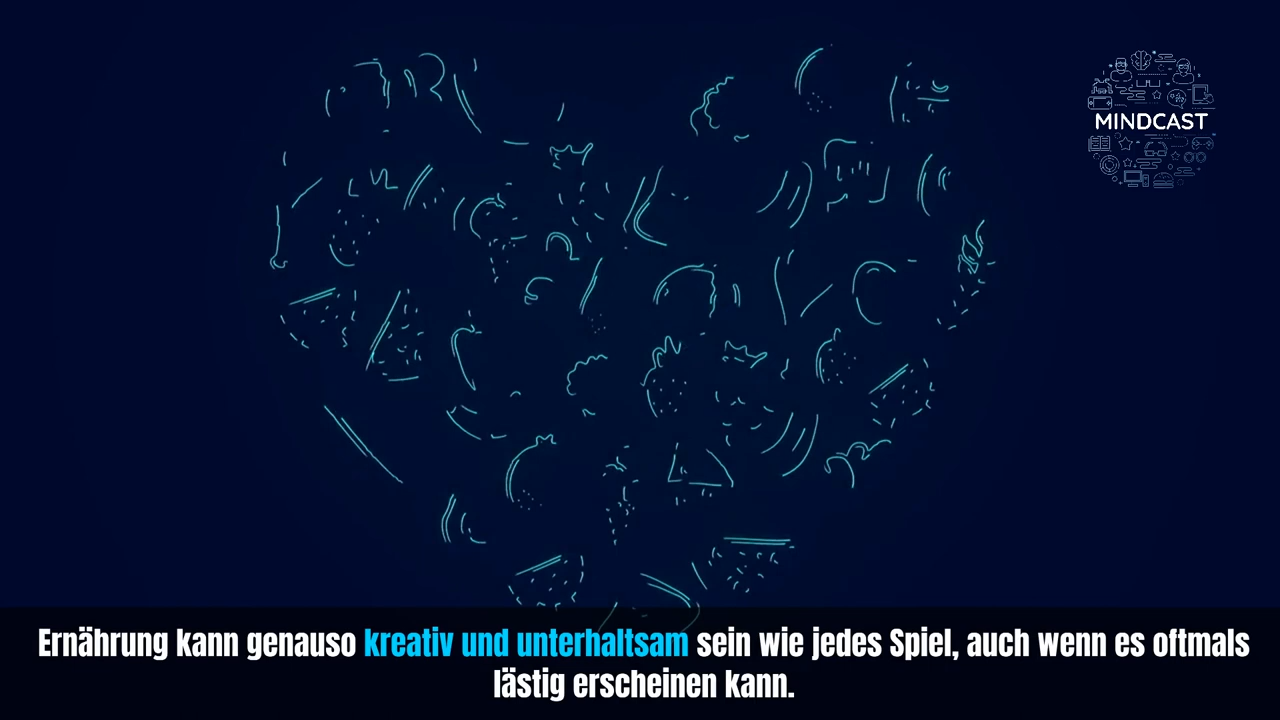 MINDCAST
Ernährung kann genauso kreativ und unterhaltsam sein wie jedes Spiel, auch wenn es oftmals
lästig erscheinen kann.